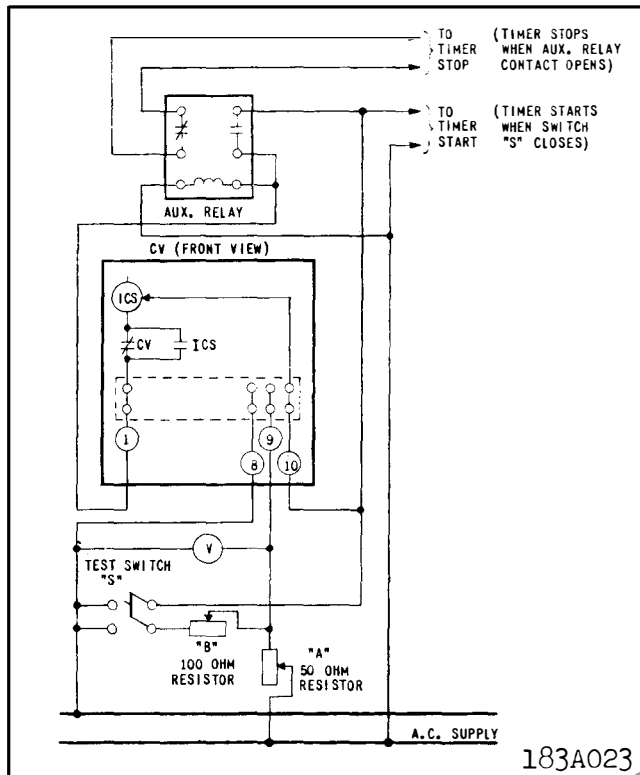 TO (TIMER STOPS
TIMER WHEN AUX. RELAY
STOP CONTACT OPENS)
TO (TIMER STARTS
TIMER WHEN SWITCH
START "S" CLOSES)
AUX. RELAY
CV (FRONT VIEW)
ICS
CV ICS
1
9
8 10
V
TEST SWITCH
"S"
"B"
100 OHM
RESISTOR
"A"
50 OHM
RESISTOR
A.C. SUPPLY
183A023